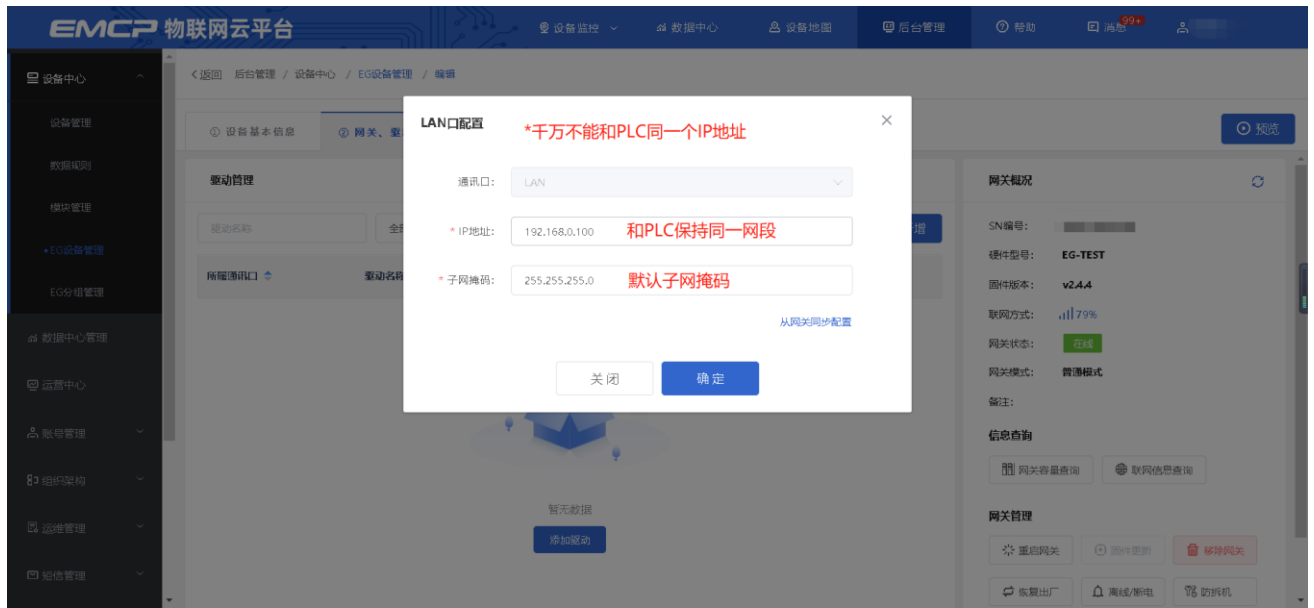 EMCP 物联网云平台
设备监控
数据中心
设备地图
后台管理
帮助
消息
99+
设备中心
设备管理
数据规则
模块管理
•EG设备管理
EG分组管理
数据中心管理
运营中心
账号管理
组织架构
运维管理
短信管理
<返回 后台管理 / 设备中心 / EG设备管理 / 编辑
① 设备基本信息
② 网关、驱
预览
驱动管理
驱动名称
全部
增
所属通讯口
驱动名称
暂无数据
添加驱动
LAN口配置
*千万不能和PLC同一个IP地址
通讯口: LAN
* IP地址: 192.168.0.100 和PLC保持同一网段
* 子网掩码: 255.255.255.0 默认子网掩码
从网关同步配置
关闭
确定
网关概况
SN编号:
硬件型号: EG-TEST
固件版本: v2.4.4
联网方式: 79%
网关状态: 在线
网关模式: 普通模式
备注:
信息查询
网关容量查询
联网信息查询
网关管理
重启网关
固件更新
移除网关
恢复出厂
离线/断电
防拆机